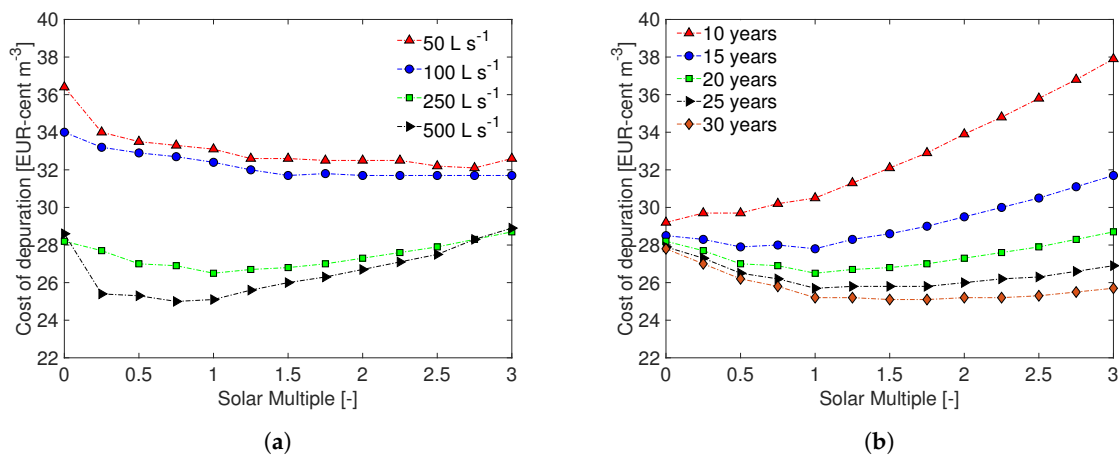 40
38
36
34
32
30
28
26
24
22
Cost of depuration [EUR-cent m⁻³]
50 L s⁻¹
100 L s⁻¹
250 L s⁻¹
500 L s⁻¹
0 0.5 1 1.5 2 2.5 3
Solar Multiple [-]
(a)
40
38
36
34
32
30
28
26
24
22
Cost of depuration [EUR-cent m⁻³]
10 years
15 years
20 years
25 years
30 years
0 0.5 1 1.5 2 2.5 3
Solar Multiple [-]
(b)